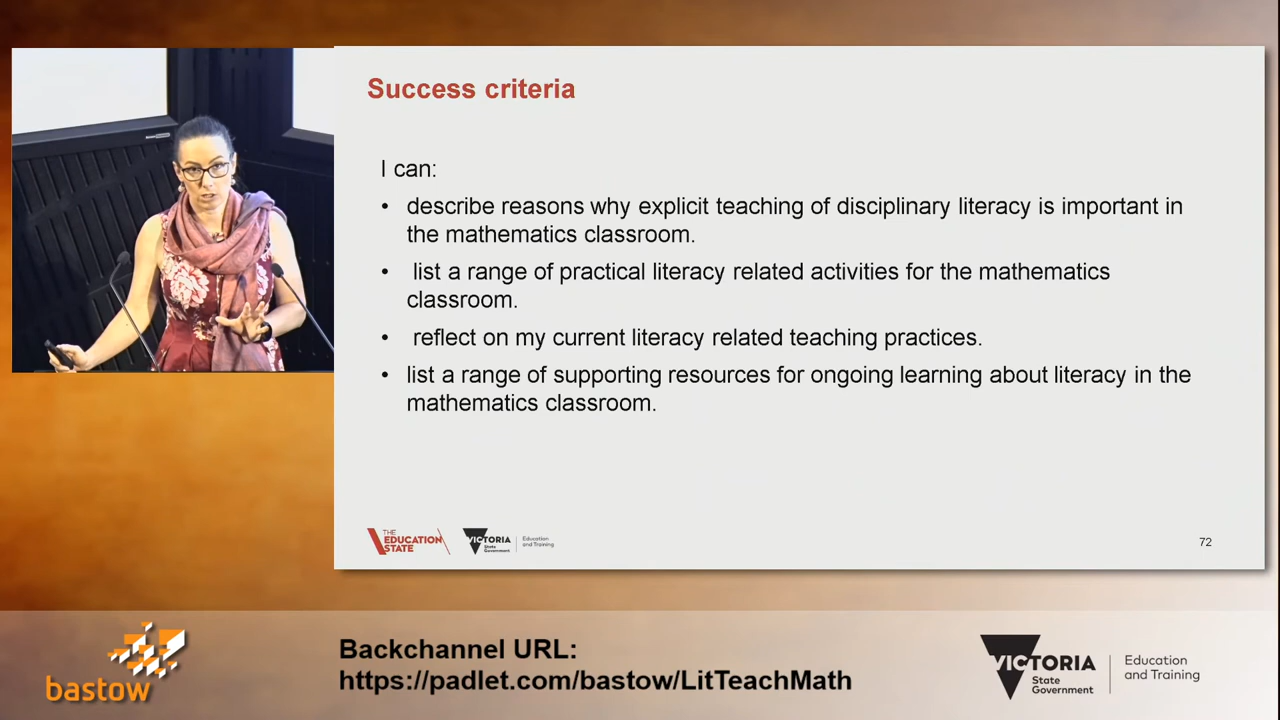 Success criteria
I can:
• describe reasons why explicit teaching of disciplinary literacy is important in
the mathematics classroom.
• list a range of practical literacy related activities for the mathematics
classroom.
• reflect on my current literacy related teaching practices.
• list a range of supporting resources for ongoing learning about literacy in the
mathematics classroom.
THE
EDUCATION
STATE
VICTORIA
State
Government
Education
and Training
72
bastow
Backchannel URL:
https://padlet.com/bastow/LitTeachMath
VICTORIA
State
Government
Education
and Training